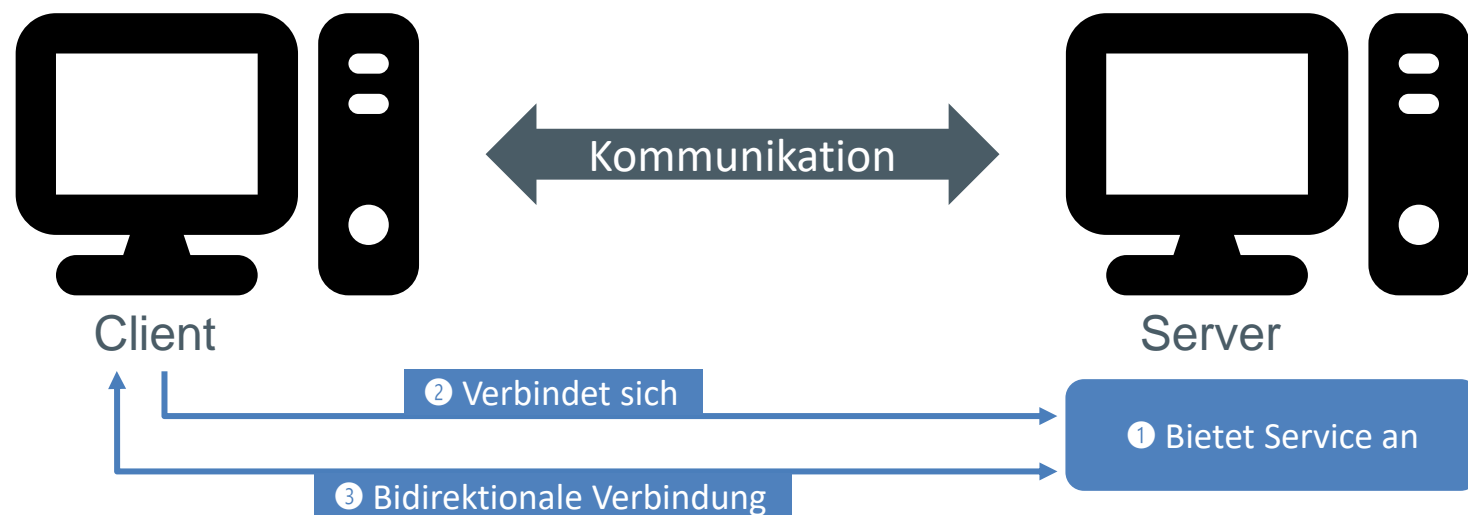 Kommunikation
Client
Server
❷ Verbindet sich
❶ Bietet Service an
❸ Bidirektionale Verbindung